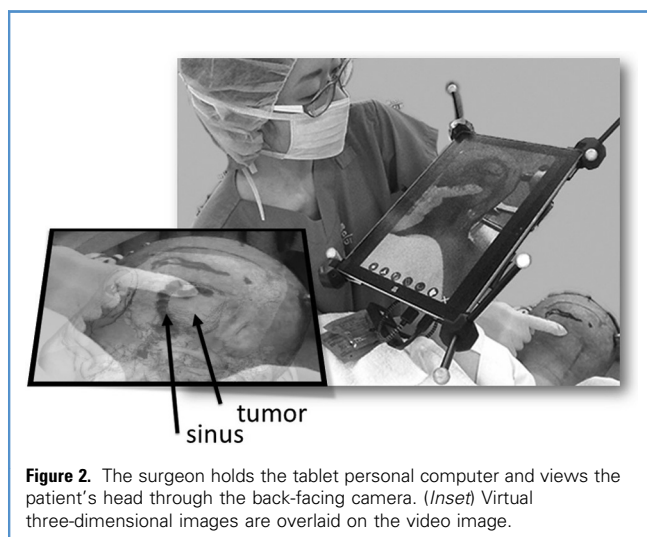 tumor
sinus
Figure 2. The surgeon holds the tablet personal computer and views the
patient's head through the back-facing camera. (Inset) Virtual
three-dimensional images are overlaid on the video image.